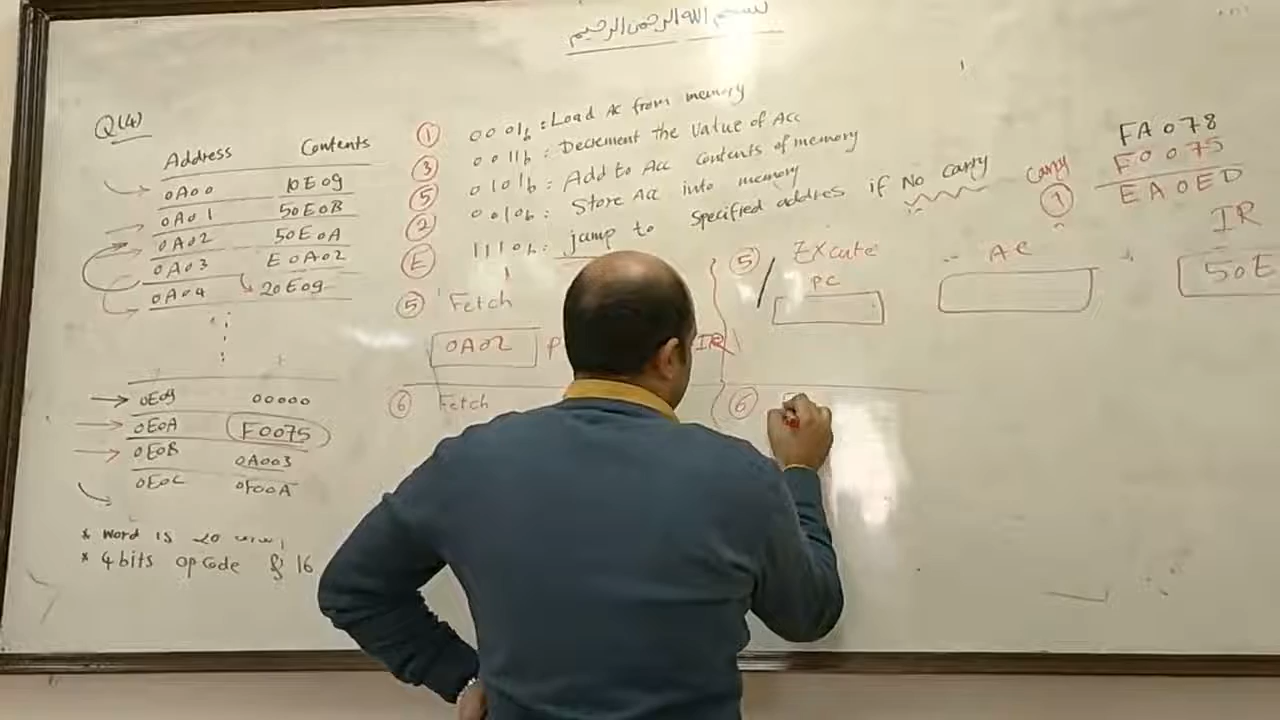 بسم الله الرحمن الرحيم
Q(4)
Address Contents
0A00 10E09
0A01 50E0B
0A02 50E0A
0A03 E0A02
0A04 20E09
0E09 00000
0E0A F0075
0E0B 0A003
0E0C 0F00A
* word is 20
* 4 bits opcode & 16
① 0001b : Load AC from memory
③ 0011b : Decrement the value of Acc
⑤ 0101b : Add to Acc contents of memory
② 0010b : Store Acc into memory
Ⓔ 1110b : jump to specified address if No carry
carry
①
FA078
F0075
EA0ED
⑤ Fetch
0A02 P IR
⑤ EXcute
PC
AC
IR
50E
⑥ Fetch
⑥